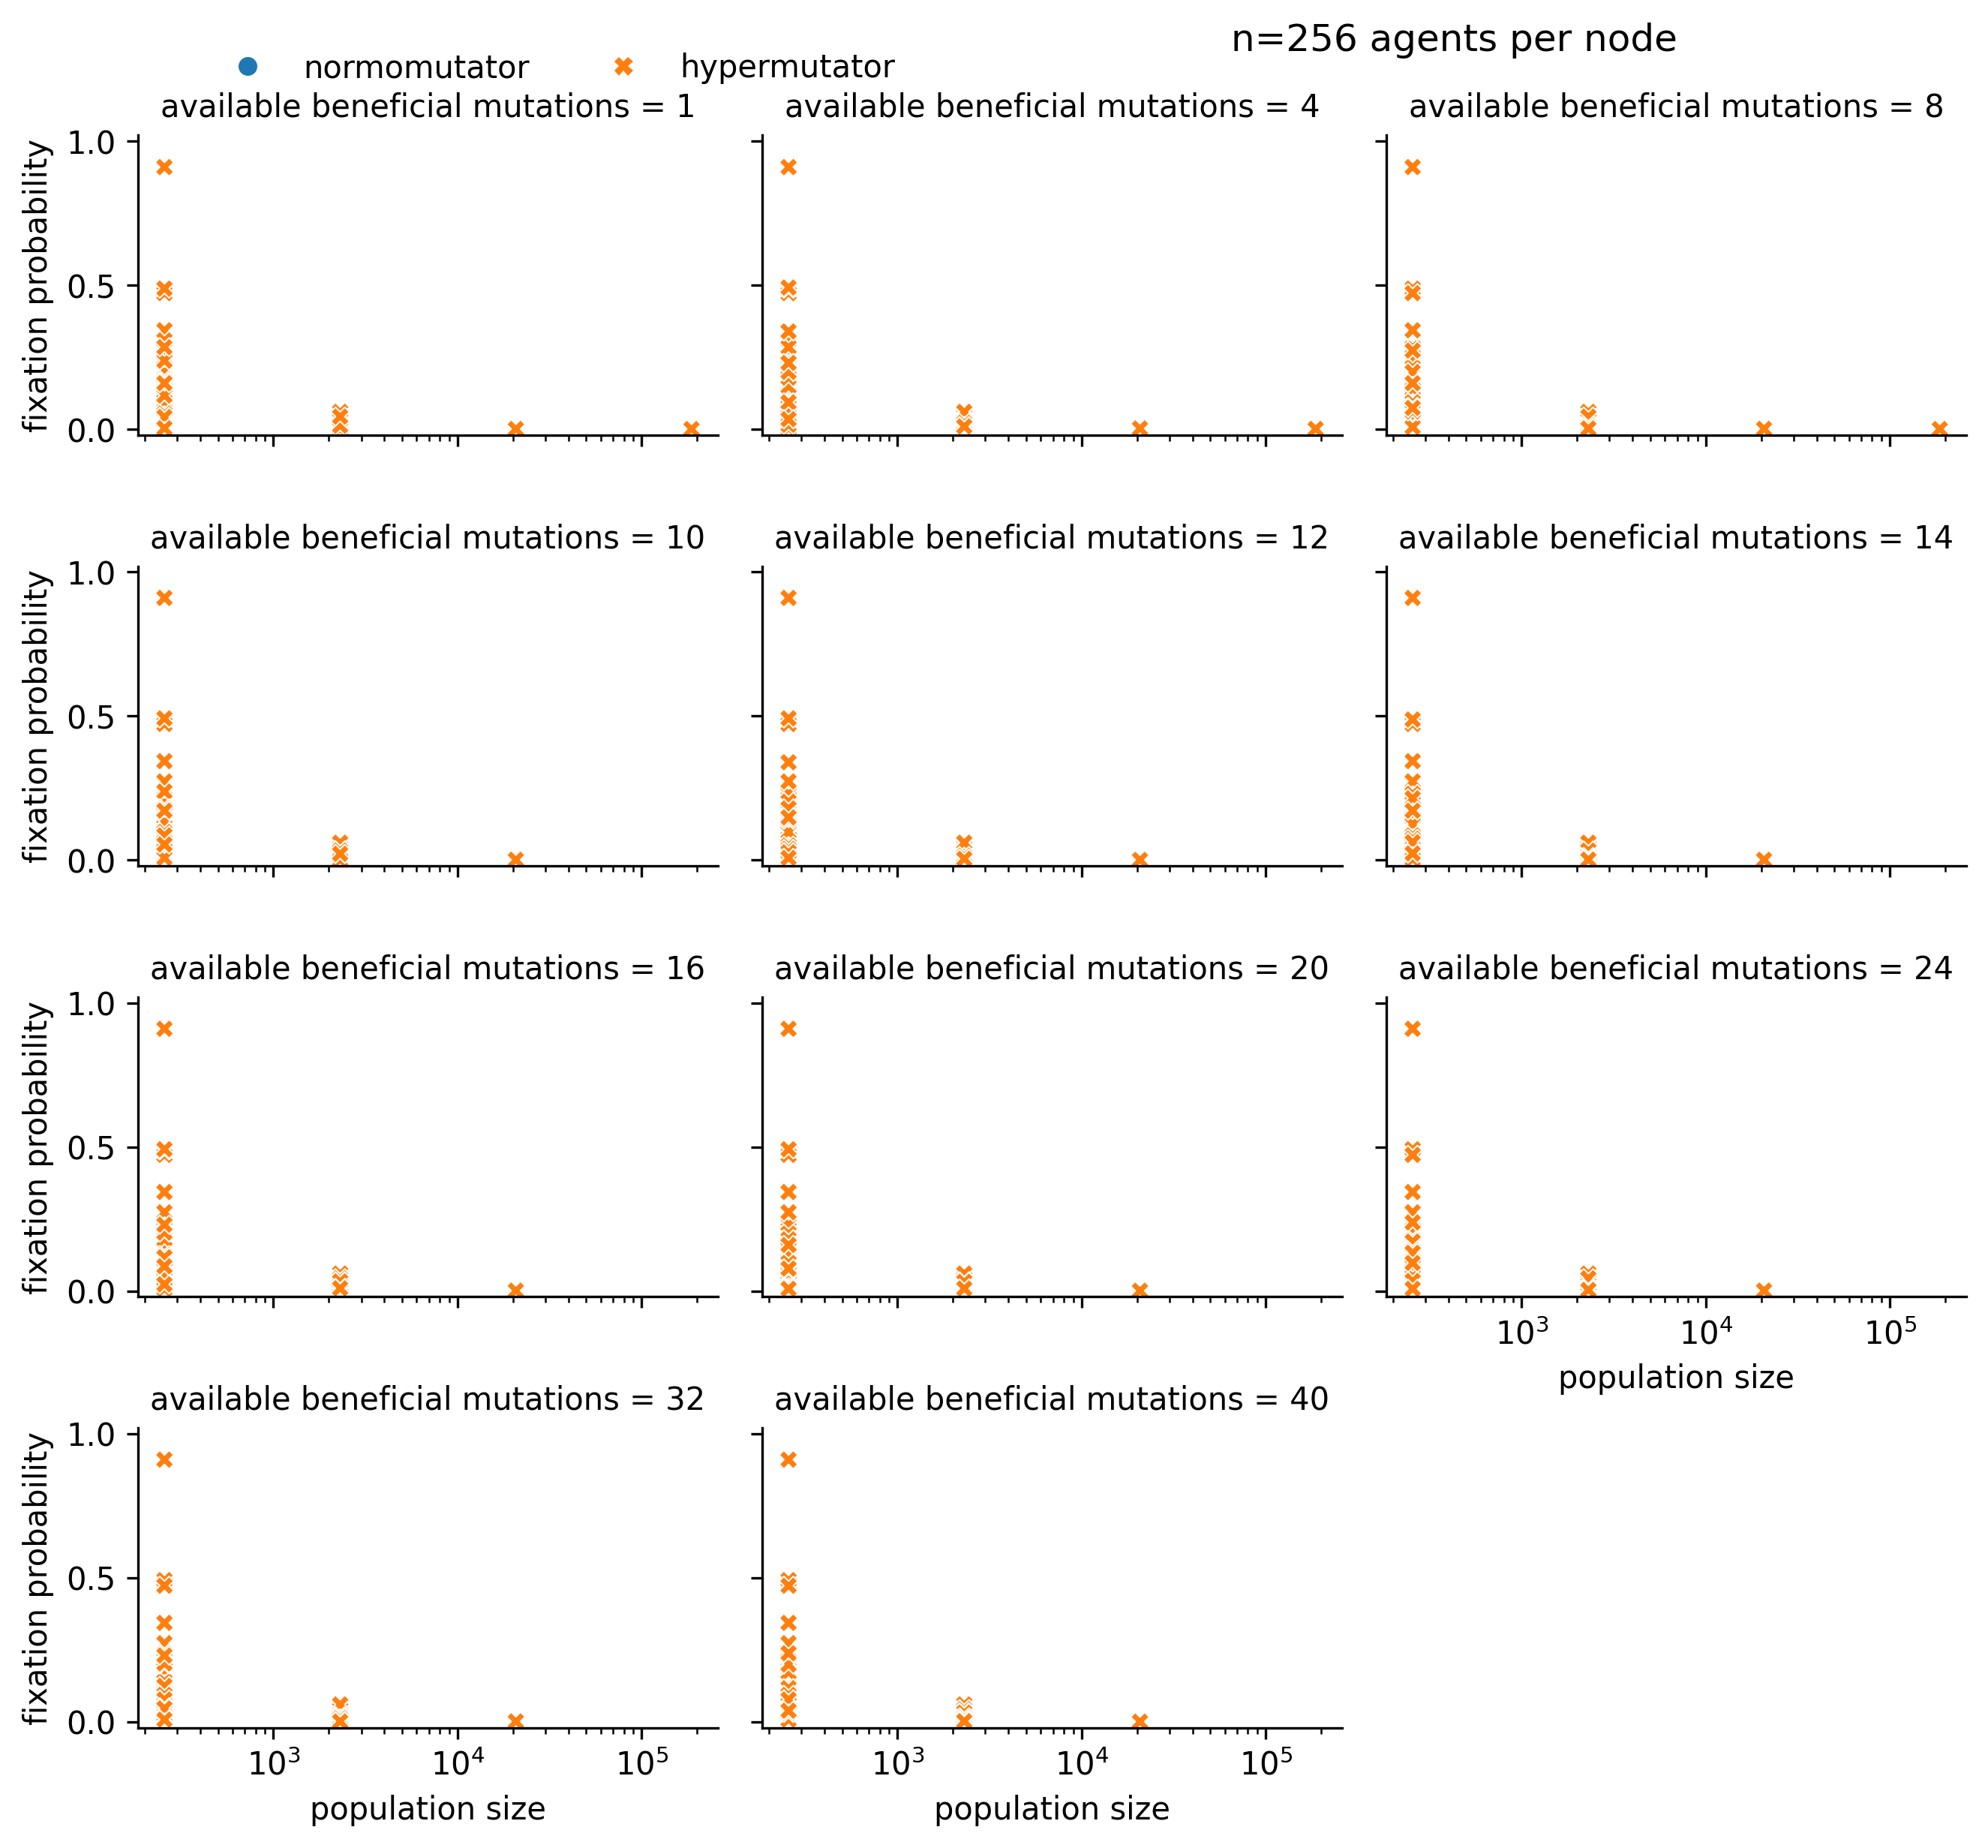 n=256 agents per node
normomutator hypermutator
available beneficial mutations = 1 available beneficial mutations = 4 available beneficial mutations = 8
fixation probability
1.0
0.5
0.0
available beneficial mutations = 10 available beneficial mutations = 12 available beneficial mutations = 14
fixation probability
1.0
0.5
0.0
available beneficial mutations = 16 available beneficial mutations = 20 available beneficial mutations = 24
fixation probability
1.0
0.5
0.0
10³ 10⁴ 10⁵
population size
available beneficial mutations = 32 available beneficial mutations = 40
fixation probability
1.0
0.5
0.0
10³ 10⁴ 10⁵ 10³ 10⁴ 10⁵
population size population size